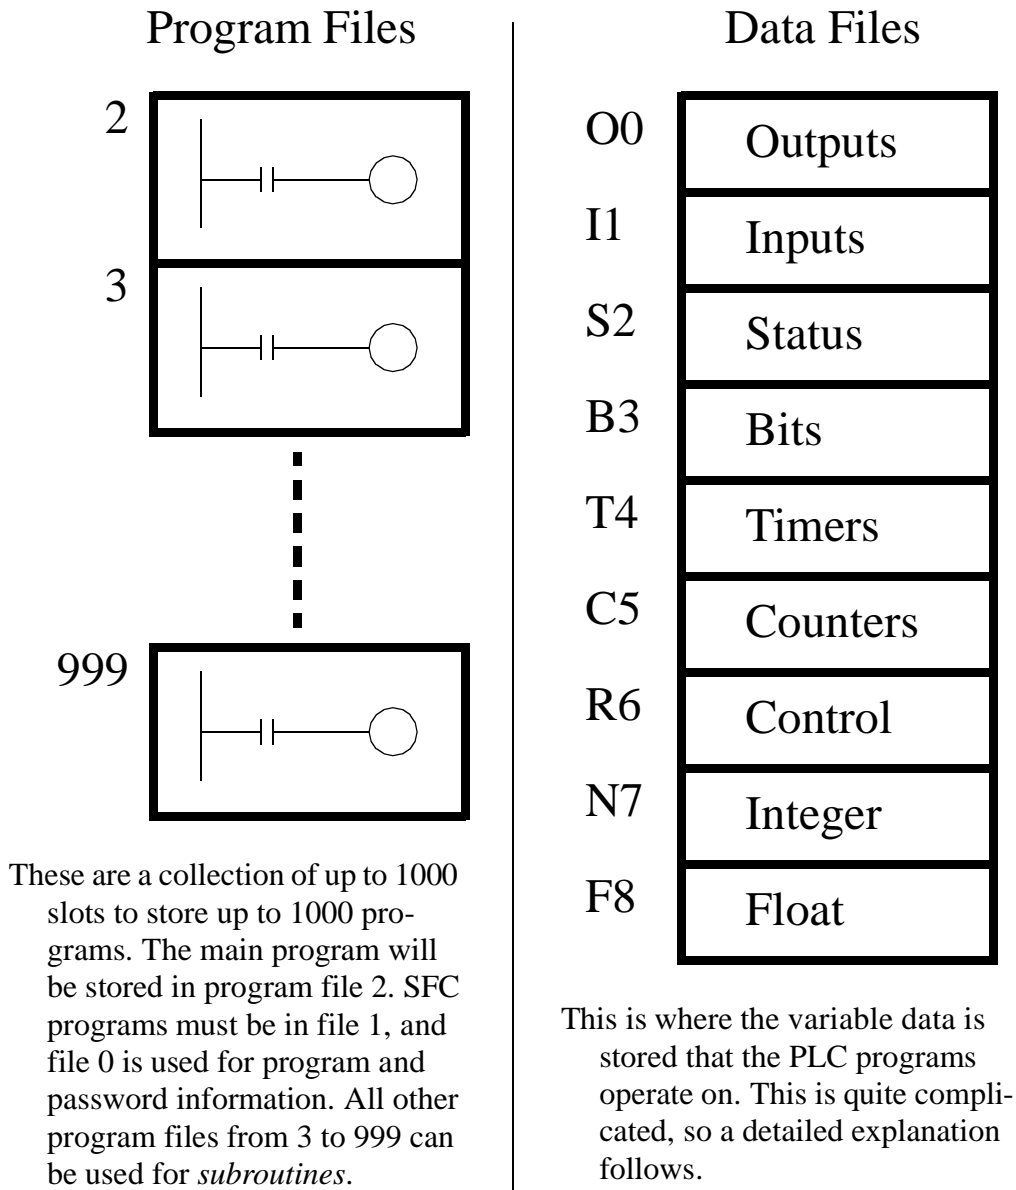 Program Files
2
3
999
These are a collection of up to 1000
slots to store up to 1000 pro-
grams. The main program will
be stored in program file 2. SFC
programs must be in file 1, and
file 0 is used for program and
password information. All other
program files from 3 to 999 can
be used for subroutines.
Data Files
O0 Outputs
I1 Inputs
S2 Status
B3 Bits
T4 Timers
C5 Counters
R6 Control
N7 Integer
F8 Float
This is where the variable data is
stored that the PLC programs
operate on. This is quite compli-
cated, so a detailed explanation
follows.